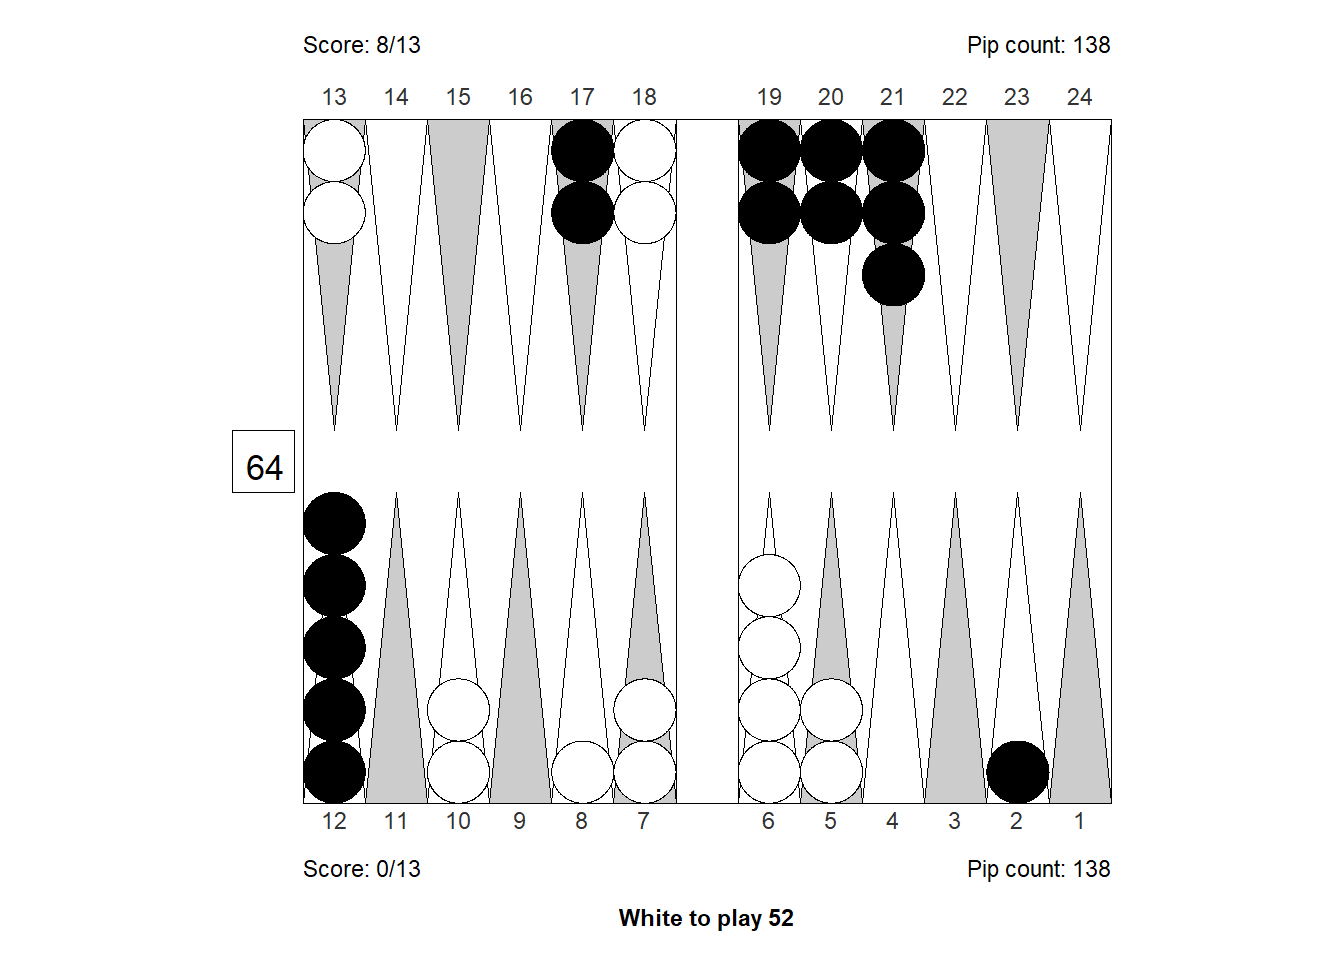 Score: 8/13 Pip count: 138
13 14 15 16 17 18 19 20 21 22 23 24
64
12 11 10 9 8 7 6 5 4 3 2 1
Score: 0/13 Pip count: 138
White to play 52